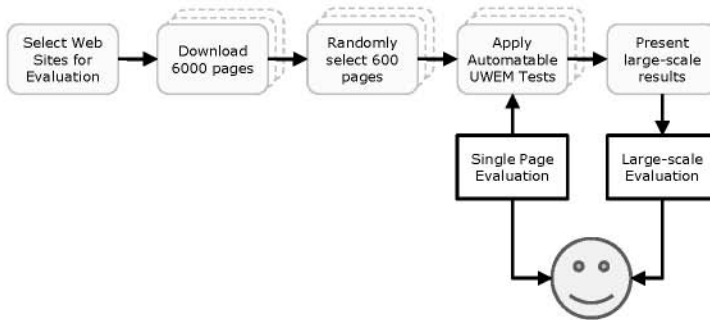 Select Web
Sites for
Evaluation
Download
6000 pages
Randomly
select 600
pages
Apply
Automatable
UWEM Tests
Present
large-scale
results
Single Page
Evaluation
Large-scale
Evaluation